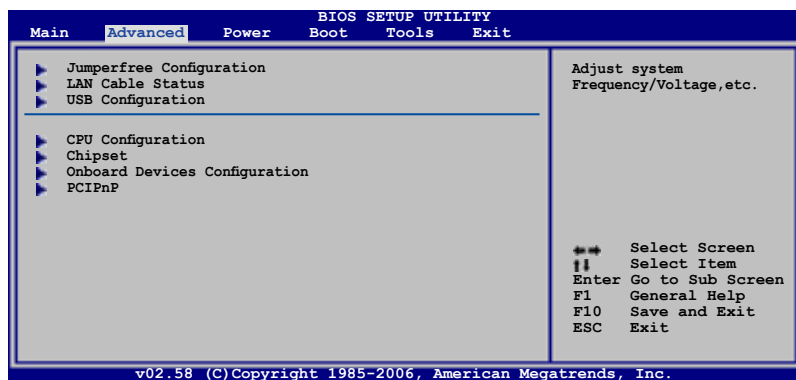 BIOS SETUP UTILITY
Main Advanced Power Boot Tools Exit
Jumperfree Configuration
LAN Cable Status
USB Configuration
CPU Configuration
Chipset
Onboard Devices Configuration
PCIPnP
Adjust system
Frequency/Voltage,etc.
Select Screen
Select Item
Enter Go to Sub Screen
F1 General Help
F10 Save and Exit
ESC Exit
v02.58 (C)Copyright 1985-2006, American Megatrends, Inc.